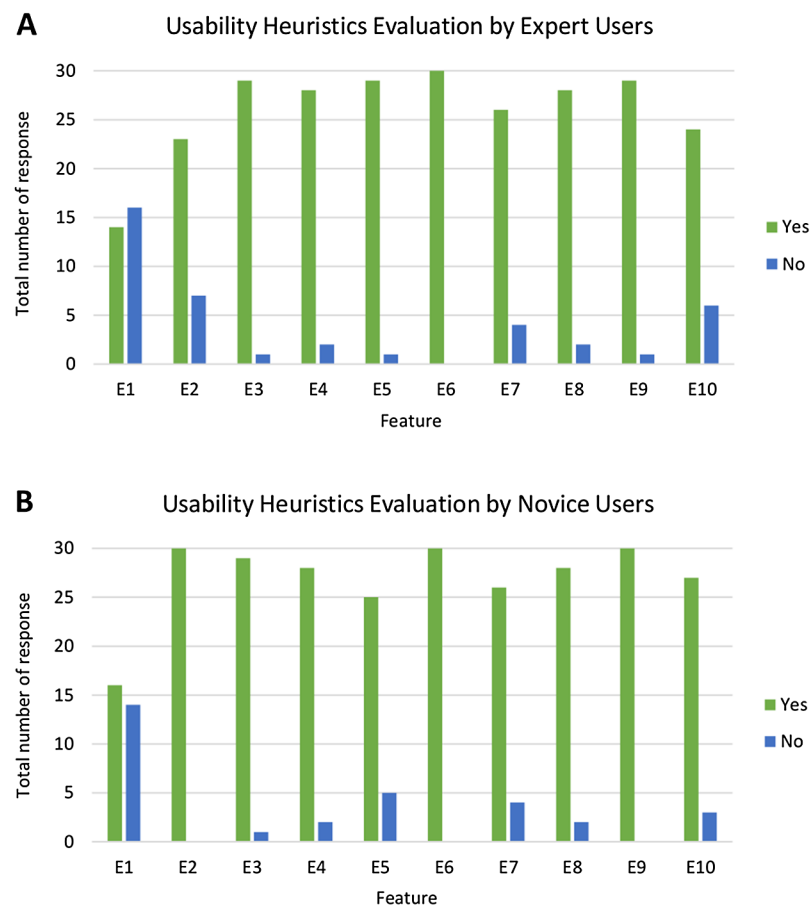 A
Usability Heuristics Evaluation by Expert Users
Total number of response
30
25
20
15
10
5
0
E1 E2 E3 E4 E5 E6 E7 E8 E9 E10
Feature
Yes
No
B
Usability Heuristics Evaluation by Novice Users
Total number of response
30
25
20
15
10
5
0
E1 E2 E3 E4 E5 E6 E7 E8 E9 E10
Feature
Yes
No